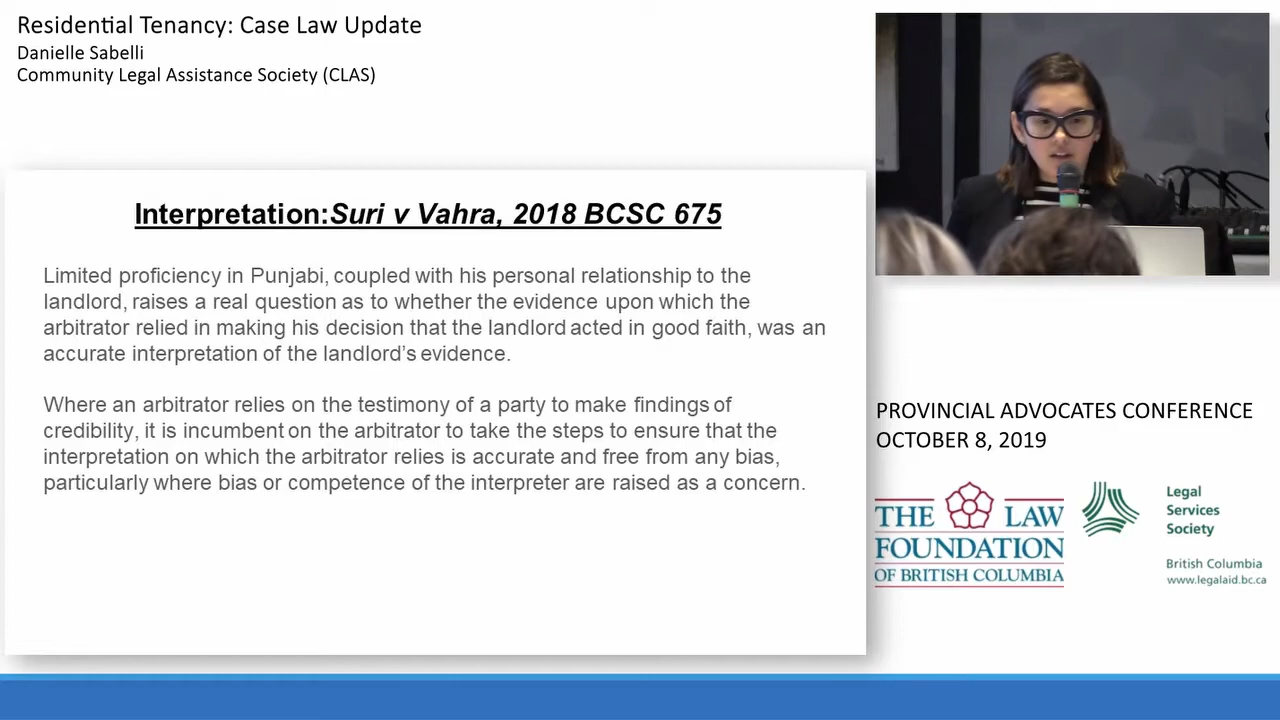 Residential Tenancy: Case Law Update
Danielle Sabelli
Community Legal Assistance Society (CLAS)
Interpretation:Suri v Vahra, 2018 BCSC 675
Limited proficiency in Punjabi, coupled with his personal relationship to the
landlord, raises a real question as to whether the evidence upon which the
arbitrator relied in making his decision that the landlord acted in good faith, was an
accurate interpretation of the landlord's evidence.
Where an arbitrator relies on the testimony of a party to make findings of
credibility, it is incumbent on the arbitrator to take the steps to ensure that the
interpretation on which the arbitrator relies is accurate and free from any bias,
particularly where bias or competence of the interpreter are raised as a concern.
PROVINCIAL ADVOCATES CONFERENCE
OCTOBER 8, 2019
THE LAW
FOUNDATION
OF BRITISH COLUMBIA
Legal
Services
Society
British Columbia
www.legalaid.bc.ca